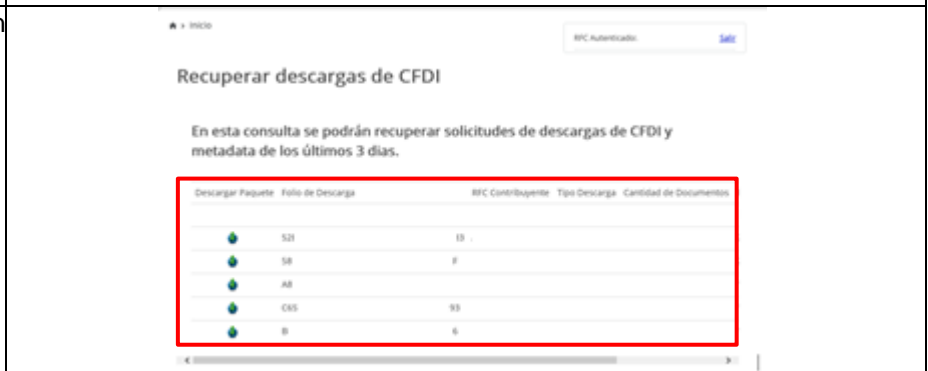 n
> Inicio
RFC Autenticado: Salir
Recuperar descargas de CFDI
En esta consulta se podrán recuperar solicitudes de descargas de CFDI y
metadata de los últimos 3 dias.
Descargar Paquete Folio de Descarga RFC Contribuyente Tipo Descarga Cantidad de Documentos
52I I3 .
58 F
A8
C65 93
B 6